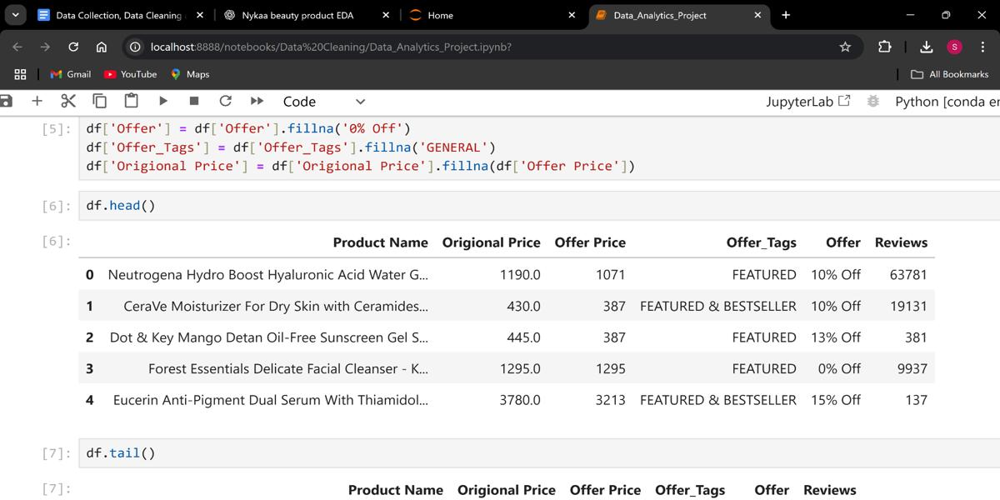 Data Collection, Data Cleaning
Nykaa beauty product EDA
Home
Data_Analytics_Project
localhost:8888/notebooks/Data%20Cleaning/Data_Analytics_Project.ipynb?
S
Gmail
YouTube
Maps
All Bookmarks
Code
JupyterLab
Python [conda en
[5]:
df['Offer'] = df['Offer'].fillna('0% Off')
df['Offer_Tags'] = df['Offer_Tags'].fillna('GENERAL')
df['Origional Price'] = df['Origional Price'].fillna(df['Offer Price'])
[6]: df.head()
[6]:
Product Name Origional Price Offer Price Offer_Tags Offer Reviews
0 Neutrogena Hydro Boost Hyaluronic Acid Water G... 1190.0 1071 FEATURED 10% Off 63781
1 CeraVe Moisturizer For Dry Skin with Ceramides... 430.0 387 FEATURED & BESTSELLER 10% Off 19131
2 Dot & Key Mango Detan Oil-Free Sunscreen Gel S... 445.0 387 FEATURED 13% Off 381
3 Forest Essentials Delicate Facial Cleanser - K... 1295.0 1295 FEATURED 0% Off 9937
4 Eucerin Anti-Pigment Dual Serum With Thiamidol... 3780.0 3213 FEATURED & BESTSELLER 15% Off 137
[7]: df.tail()
[7]:
Product Name Origional Price Offer Price Offer_Tags Offer Reviews